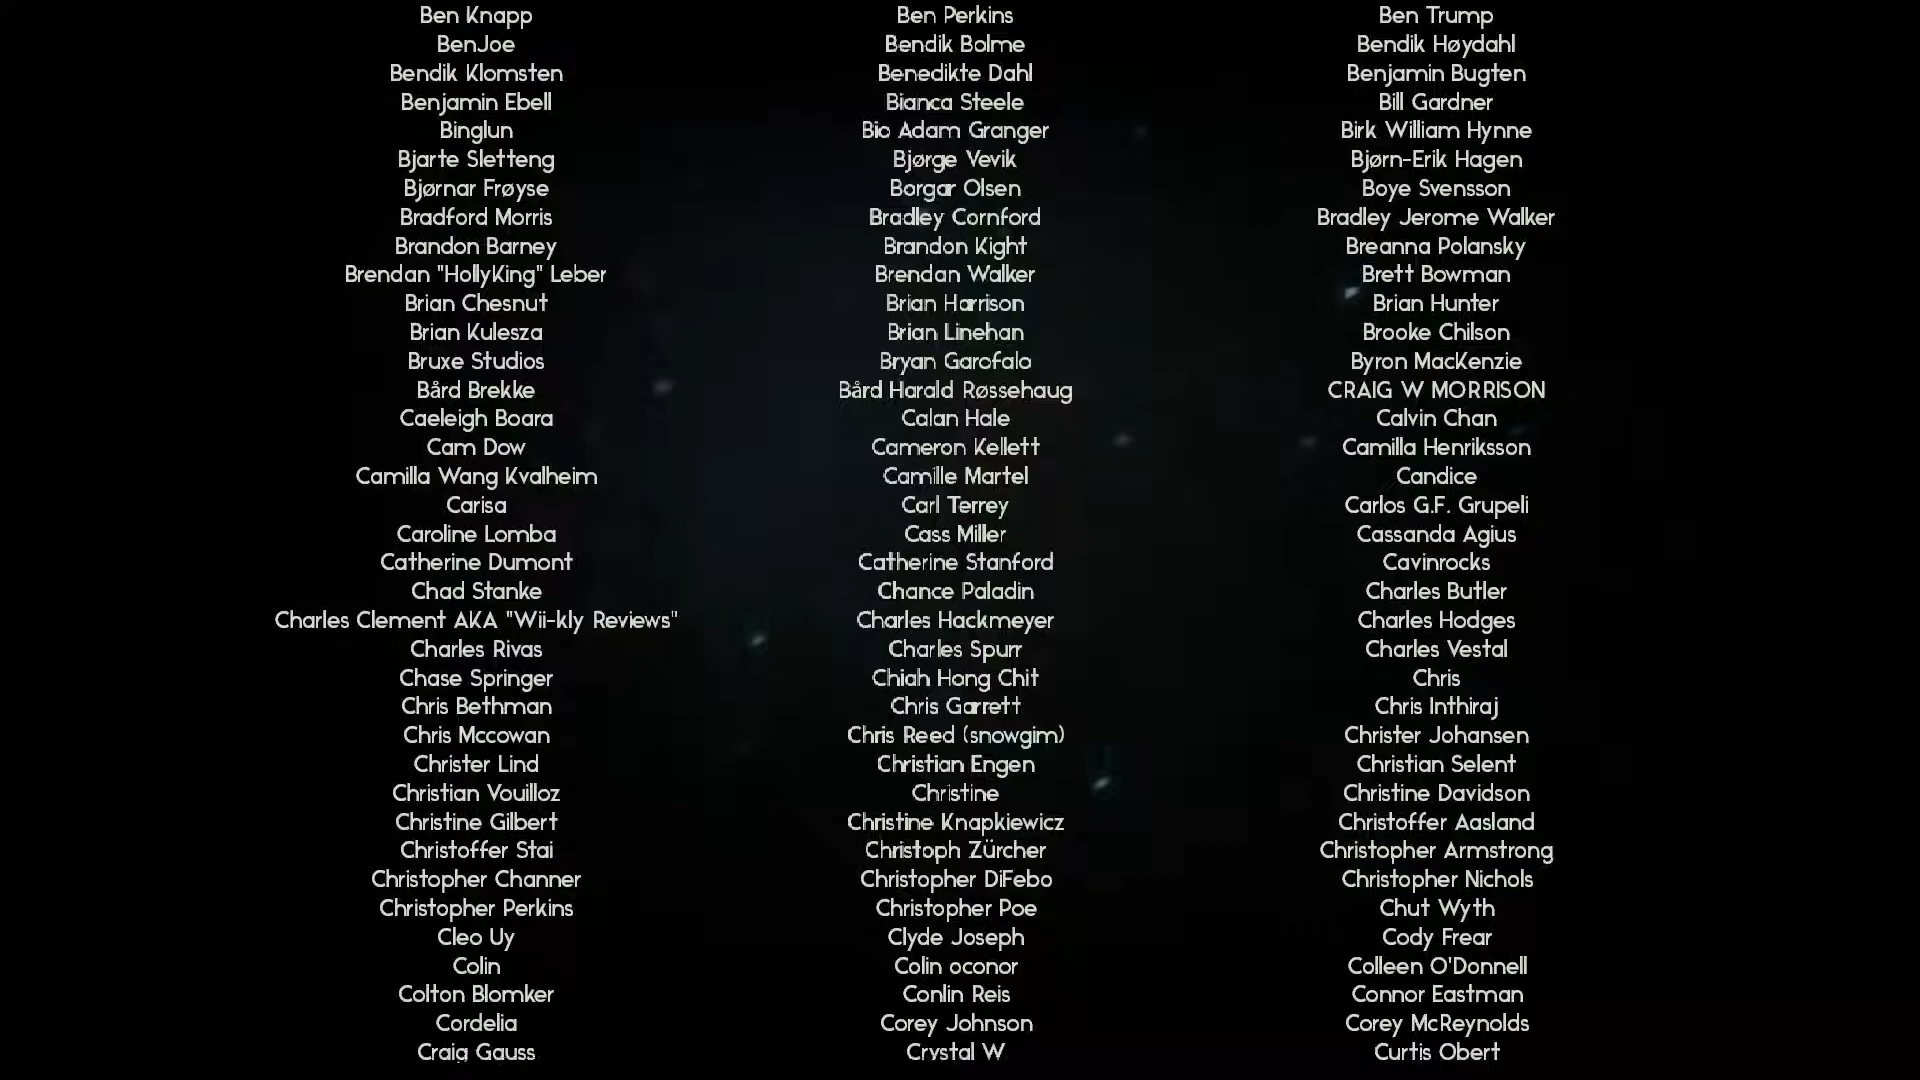 Ben Knapp Ben Perkins Ben Trump
BenJoe Bendik Bolme Bendik Høydahl
Bendik Klomsten Benedikte Dahl Benjamin Bugten
Benjamin Ebell Bianca Steele Bill Gardner
Binglun Bio Adam Granger Birk William Hynne
Bjarte Sletteng Bjørge Vevik Bjørn-Erik Hagen
Bjørnar Frøyse Borgar Olsen Boye Svensson
Bradford Morris Bradley Cornford Bradley Jerome Walker
Brandon Barney Brandon Kight Breanna Polansky
Brendan "HollyKing" Leber Brendan Walker Brett Bowman
Brian Chesnut Brian Harrison Brian Hunter
Brian Kulesza Brian Linehan Brooke Chilson
Bruxe Studios Bryan Garofalo Byron MacKenzie
Bård Brekke Bård Harald Røssehaug CRAIG W MORRISON
Caeleigh Boara Calan Hale Calvin Chan
Cam Dow Cameron Kellett Camilla Henriksson
Camilla Wang Kvalheim Camille Martel Candice
Carisa Carl Terrey Carlos G.F. Grupeli
Caroline Lomba Cass Miller Cassanda Agius
Catherine Dumont Catherine Stanford Cavinrocks
Chad Stanke Chance Paladin Charles Butler
Charles Clement AKA "Wii-kly Reviews" Charles Hackmeyer Charles Hodges
Charles Rivas Charles Spurr Charles Vestal
Chase Springer Chiah Hong Chit Chris
Chris Bethman Chris Garrett Chris Inthiraj
Chris Mccowan Chris Reed (snowgim) Christer Johansen
Christer Lind Christian Engen Christian Selent
Christian Vouilloz Christine Christine Davidson
Christine Gilbert Christine Knapkiewicz Christoffer Aasland
Christoffer Stai Christoph Zürcher Christopher Armstrong
Christopher Channer Christopher DiFebo Christopher Nichols
Christopher Perkins Christopher Poe Chut Wyth
Cleo Uy Clyde Joseph Cody Frear
Colin Colin oconor Colleen O'Donnell
Colton Blomker Conlin Reis Connor Eastman
Cordelia Corey Johnson Corey McReynolds
Craig Gauss Crystal W Curtis Obert